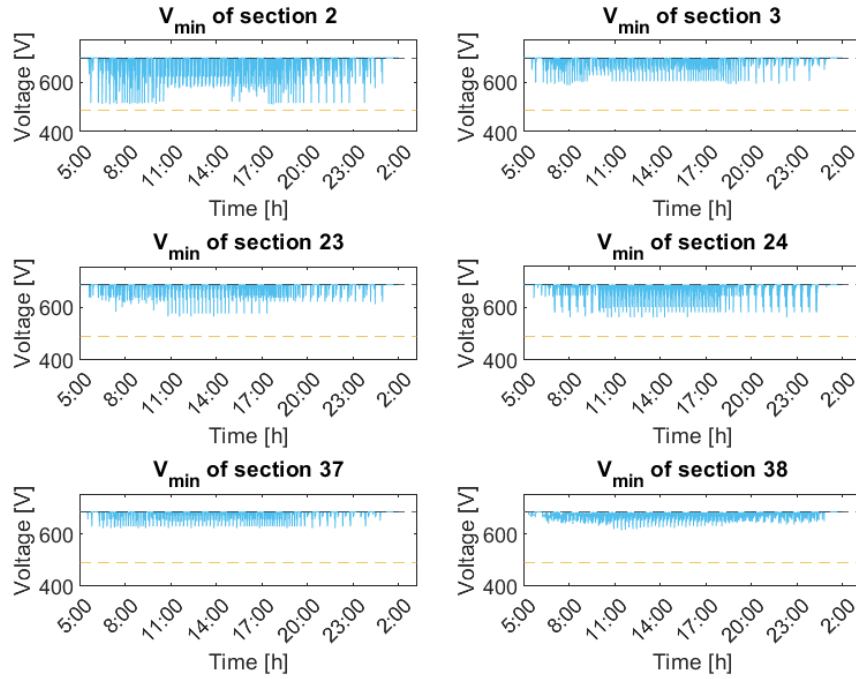 V_min of section 2
Voltage [V]
600
400
5:00 8:00 11:00 14:00 17:00 20:00 23:00 2:00
Time [h]
V_min of section 3
Voltage [V]
600
400
5:00 8:00 11:00 14:00 17:00 20:00 23:00 2:00
Time [h]
V_min of section 23
Voltage [V]
600
400
5:00 8:00 11:00 14:00 17:00 20:00 23:00 2:00
Time [h]
V_min of section 24
Voltage [V]
600
400
5:00 8:00 11:00 14:00 17:00 20:00 23:00 2:00
Time [h]
V_min of section 37
Voltage [V]
600
400
5:00 8:00 11:00 14:00 17:00 20:00 23:00 2:00
Time [h]
V_min of section 38
Voltage [V]
600
400
5:00 8:00 11:00 14:00 17:00 20:00 23:00 2:00
Time [h]